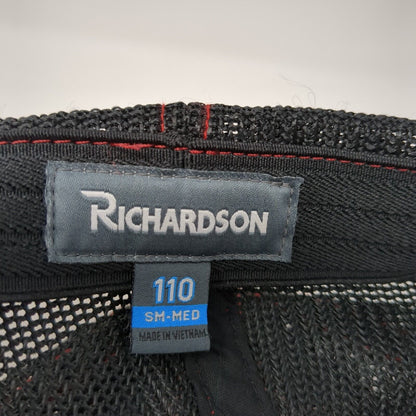 RICHARDSON
110
SM-MED
MADE IN VIETNAM